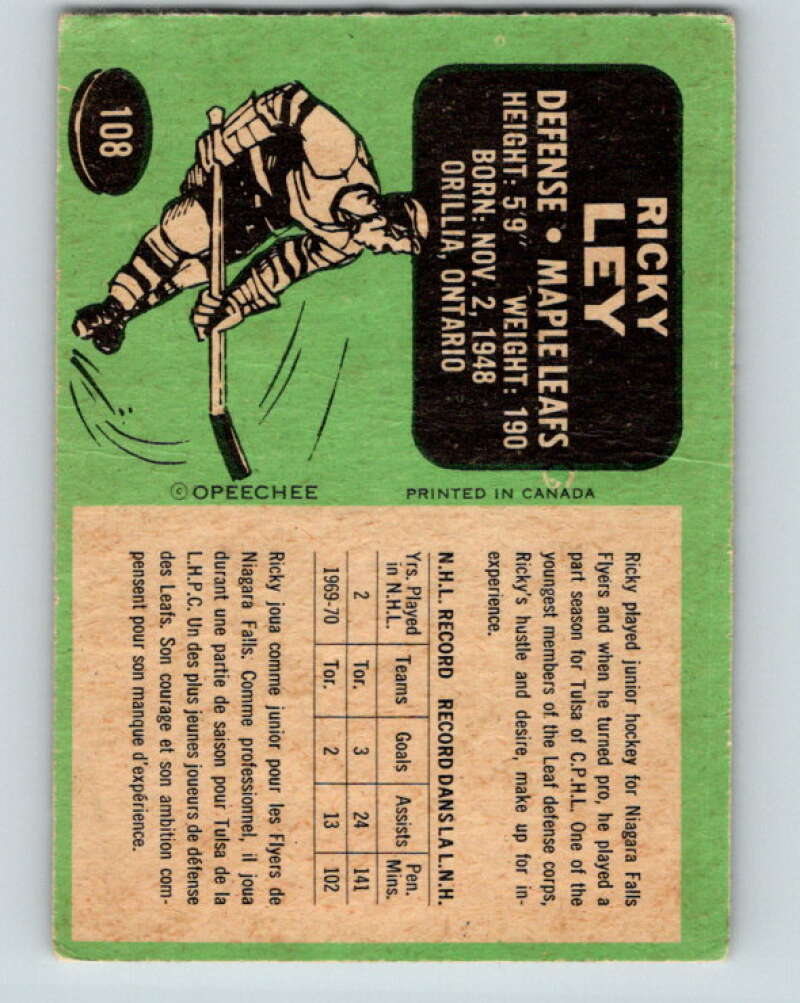 RICKY
LEY
DEFENSE • MAPLE LEAFS
HEIGHT: 5'9" WEIGHT: 190
BORN: NOV. 2, 1948
ORILLIA, ONTARIO
108
© OPEECHEE
PRINTED IN CANADA
Ricky played junior hockey for Niagara Falls
Flyers and when he turned pro, he played a
part season for Tulsa of C.P.H.L. One of the
youngest members of the Leaf defense corps,
Ricky's hustle and desire, make up for in-
experience.
N.H.L. RECORD RECORD DANS LA L.N.H.
Yrs. Played in N.H.L. Teams Goals Assists Pen. Mins.
2 Tor. 3 24 141
1969-70 Tor. 2 13 102
Ricky joua comme junior pour les Flyers de
Niagara Falls. Comme professionnel, il joua
durant une partie de saison pour Tulsa de la
L.H.P.C. Un des plus jeunes joueurs de défense
des Leafs. Son courage et son ambition com-
pensent pour son manque d'expérience.